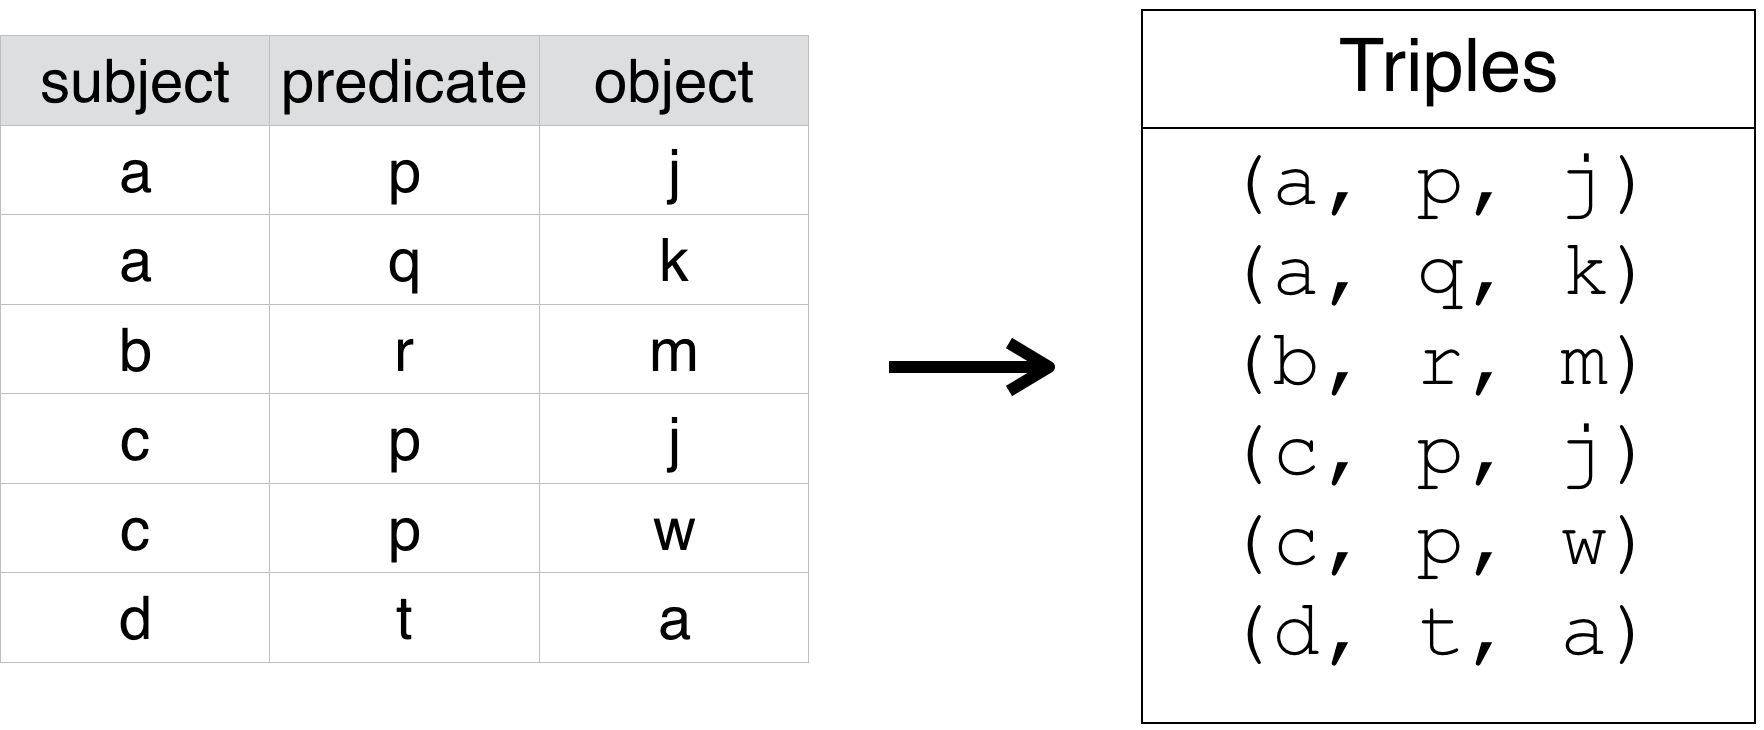 subject predicate object
a p j
a q k
b r m
c p j
c p w
d t a
Triples
(a, p, j)
(a, q, k)
(b, r, m)
(c, p, j)
(c, p, w)
(d, t, a)